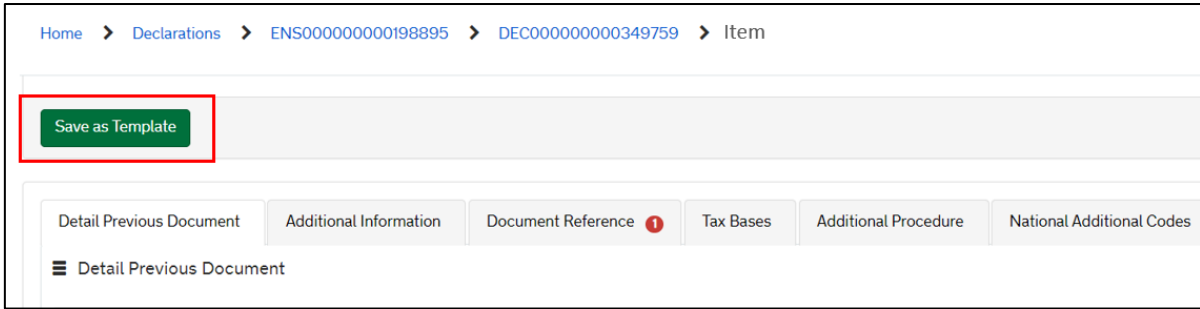 Home > Declarations > ENS000000000198895 > DEC000000000349759 > Item
Save as Template
Detail Previous Document Additional Information Document Reference 1 Tax Bases Additional Procedure National Additional Codes
Detail Previous Document